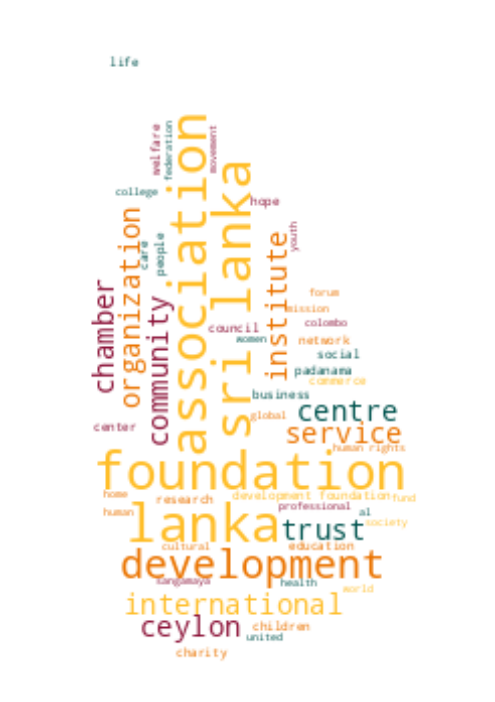 life
welfare
federation
movement
association
college
sri lanka
hope
organization
care
people
youth
institute
chamber
community
forum
mission
council
colombo
women
network
social
padanama
commerce
business
centre
global
center
service
human rights
foundation
home
research
development foundation
fund
human
lanka
professional
al
trust
society
cultural
education
development
sangamaya
health
world
international
ceylon
children
united
charity